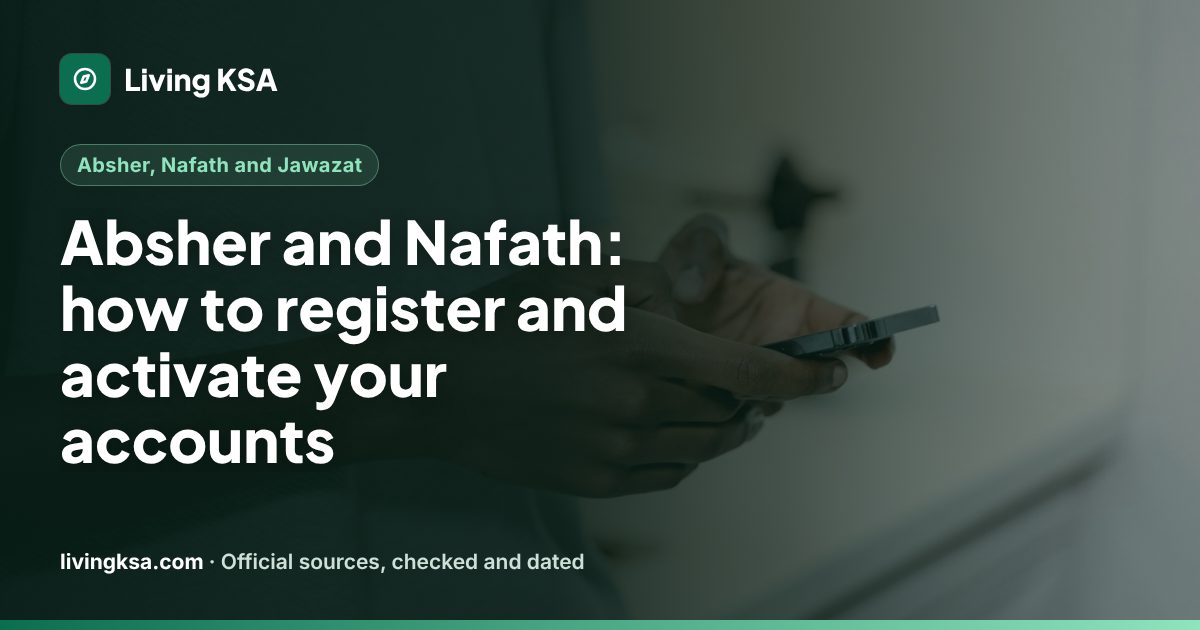 Living KSA
Absher, Nafath and Jawazat
Absher and Nafath:
how to register and
activate your
accounts
livingksa.com · Official sources, checked and dated